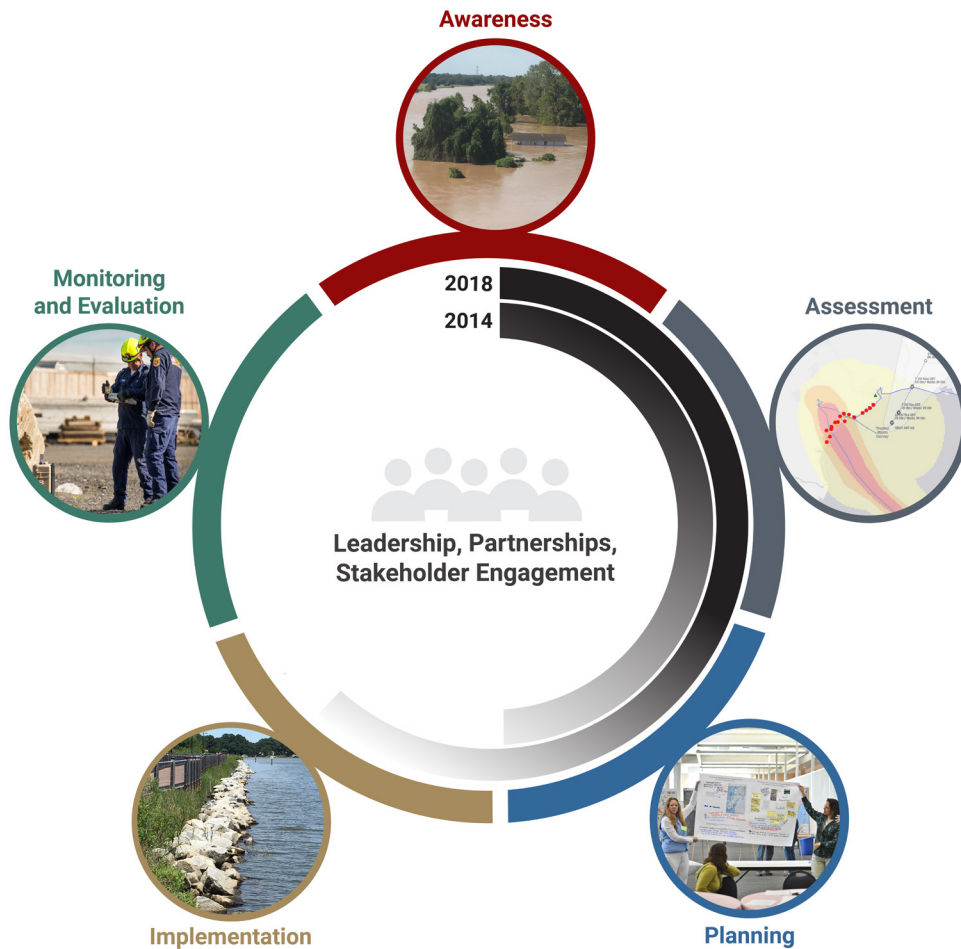 Awareness
Monitoring
and Evaluation
2018
2014
Assessment
Leadership, Partnerships,
Stakeholder Engagement
Implementation
Planning